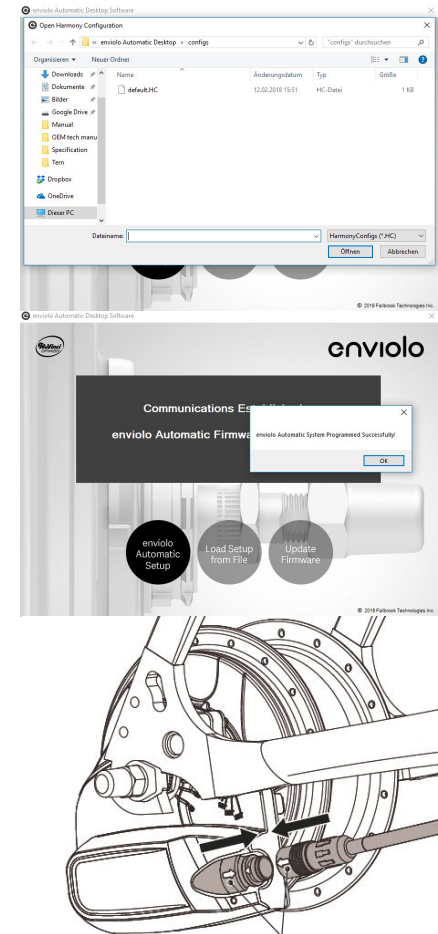 enviolo Automatic Desktop Software
Open Harmony Configuration
« enviolo Automatic Desktop › configs
"configs" durchsuchen
Organisieren
Neuer Ordner
Name
Änderungsdatum
Typ
Größe
Downloads
Dokumente
Bilder
Google Drive
Manual
OEM tech manu
Specification
Tern
Dropbox
OneDrive
Dieser PC
default.HC
12.02.2018 15:51
HC-Datei
1 KB
Dateiname:
HarmonyConfigs (*.HC)
Öffnen
Abbrechen
© 2018 Fallbrook Technologies Inc.
enviolo Automatic Desktop Software
NuVinci
OPTIMIZED
enviolo
Communications Es
enviolo Automatic Firmwa
enviolo Automatic System Programmed Successfully!
OK
enviolo
Automatic
Setup
Load Setup
from File
Update
Firmware
© 2018 Fallbrook Technologies Inc.